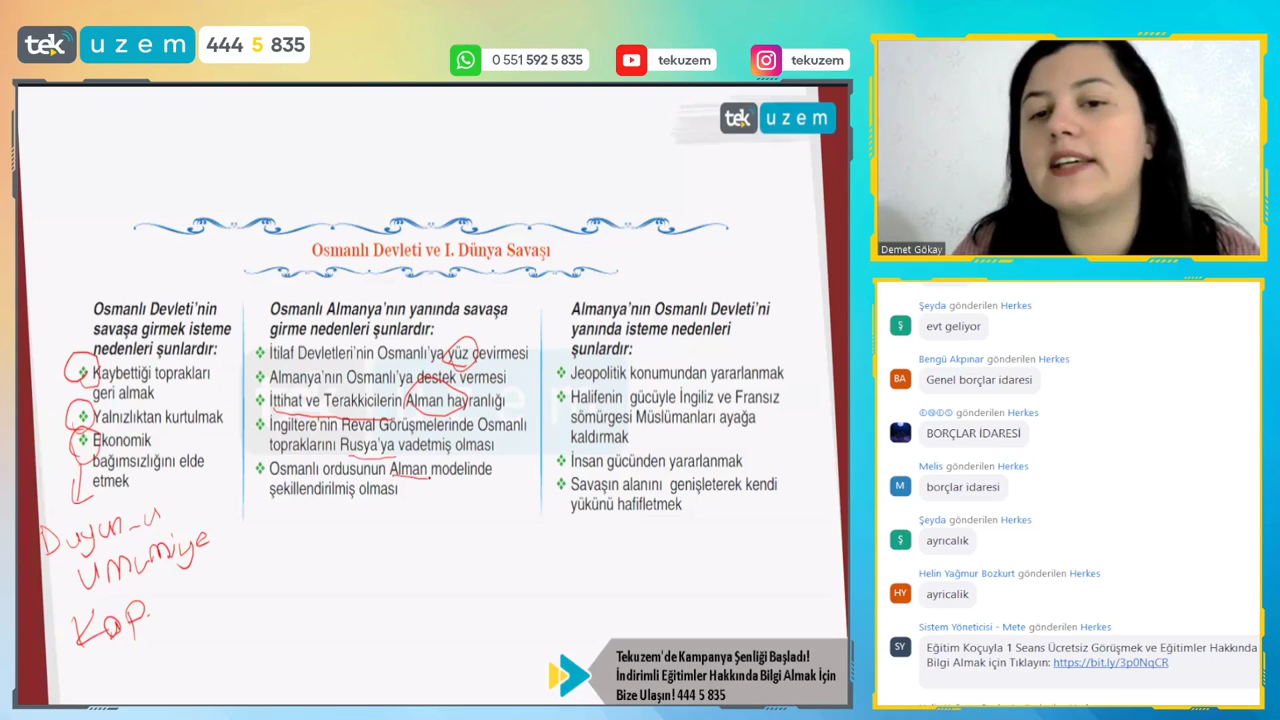 tek uzem 444 5 835
0 551 592 5 835
tekuzem
tekuzem
tek uzem
Osmanlı Devleti ve I. Dünya Savaşı
Osmanlı Devleti'nin
savaşa girmek isteme
nedenleri şunlardır:
Kaybettiği toprakları
geri almak
Yalnızlıktan kurtulmak
Ekonomik
bağımsızlığını elde
etmek
Duyun-u
umumiye
Kap.
Osmanlı Almanya'nın yanında savaşa
girme nedenleri şunlardır:
İtilaf Devletleri'nin Osmanlı'ya yüz çevirmesi
Almanya'nın Osmanlı'ya destek vermesi
İttihat ve Terakkicilerin Alman hayranlığı
İngiltere'nin Reval Görüşmelerinde Osmanlı
topraklarını Rusya'ya vadetmiş olması
Osmanlı ordusunun Alman modelinde
şekillendirilmiş olması
Almanya'nın Osmanlı Devleti'ni
yanında isteme nedenleri
şunlardır:
Jeopolitik konumundan yararlanmak
Halifenin gücüyle İngiliz ve Fransız
sömürgesi Müslümanları ayağa
kaldırmak
İnsan gücünden yararlanmak
Savaşın alanını genişleterek kendi
yükünü hafifletmek
Tekuzem'de Kampanya Şenliği Başladı!
İndirimli Eğitimler Hakkında Bilgi Almak İçin
Bize Ulaşın! 444 5 835
Demet Gökay
Şeyda gönderilen Herkes
Ş evt geliyor
Bengü Akpınar gönderilen Herkes
BA Genel borçlar idaresi
gönderilen Herkes
BORÇLAR İDARESİ
Melis gönderilen Herkes
M borçlar idaresi
Şeyda gönderilen Herkes
Ş ayrıcalık
Helin Yağmur Bozkurt gönderilen Herkes
HY ayricalik
Sistem Yöneticisi - Mete gönderilen Herkes
SY Eğitim Koçuyla 1 Seans Ücretsiz Görüşmek ve Eğitimler Hakkında
Bilgi Almak için Tıklayın: https://bit.ly/3p0NqCR